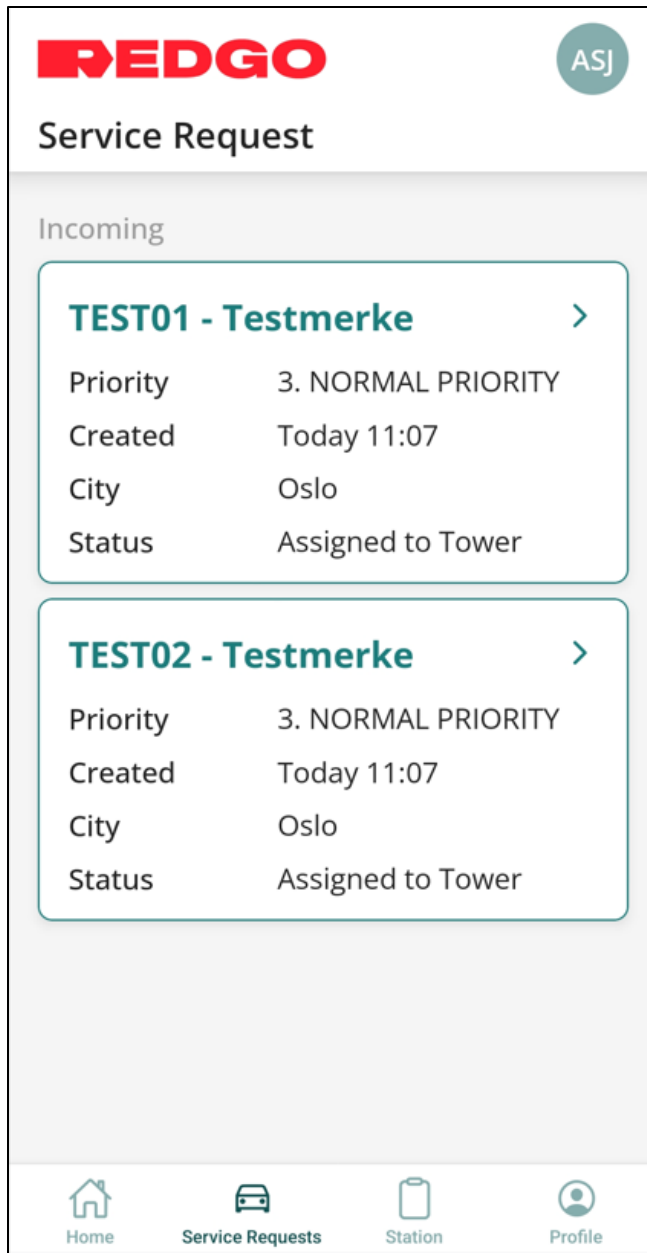 REDGO
ASJ
Service Request
Incoming
TEST01 - Testmerke
Priority 3. NORMAL PRIORITY
Created Today 11:07
City Oslo
Status Assigned to Tower
TEST02 - Testmerke
Priority 3. NORMAL PRIORITY
Created Today 11:07
City Oslo
Status Assigned to Tower
Home Service Requests Station Profile